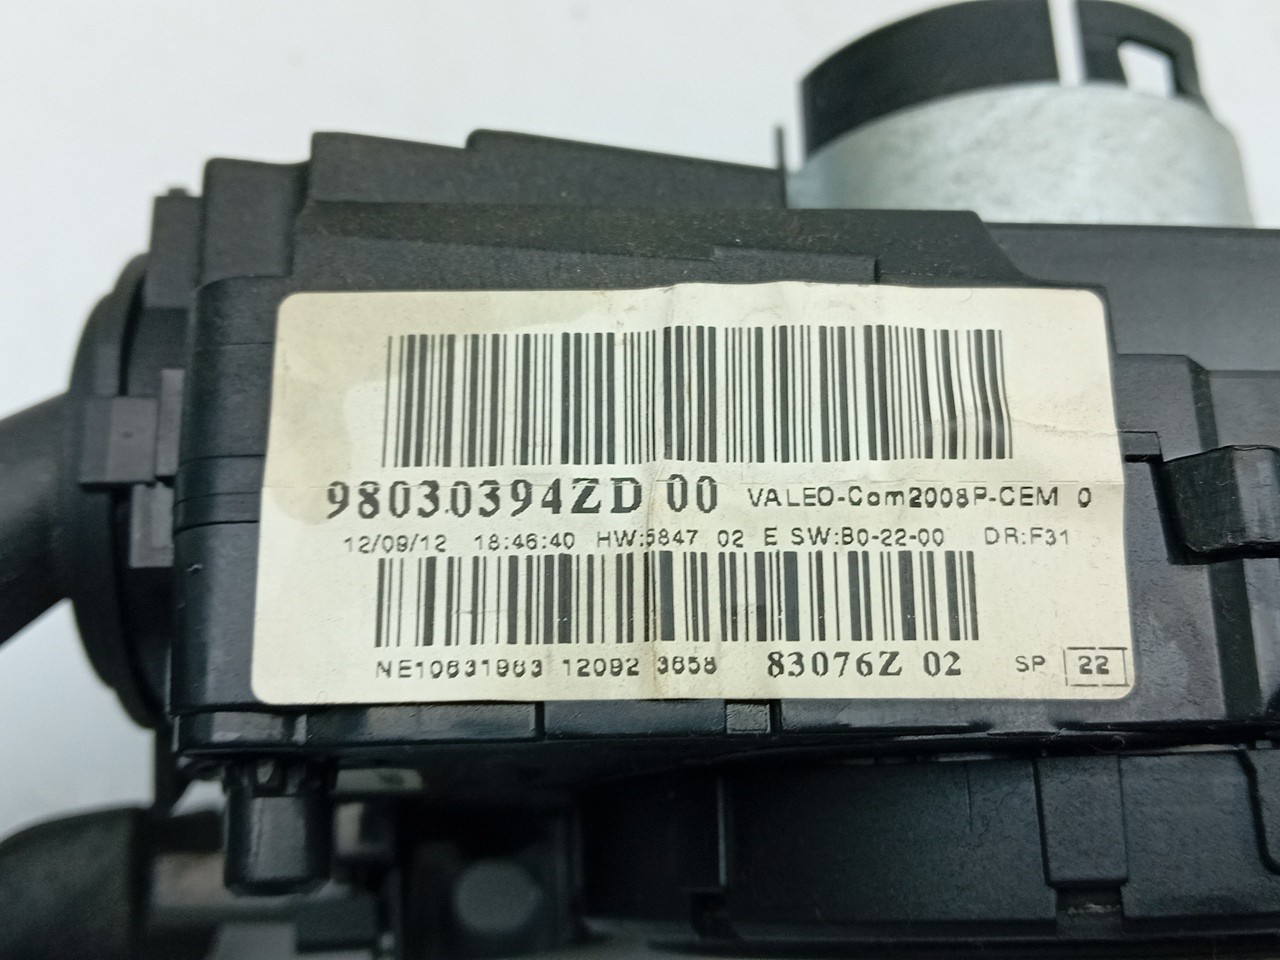 98030394ZD 00 VALEO-Com2008P-CEM 0
12/09/12 18:46:40 HW:5847 02 E SW:B0-22-00 DR:F31
NE10631963 12092 3658 83076Z 02 SP 22